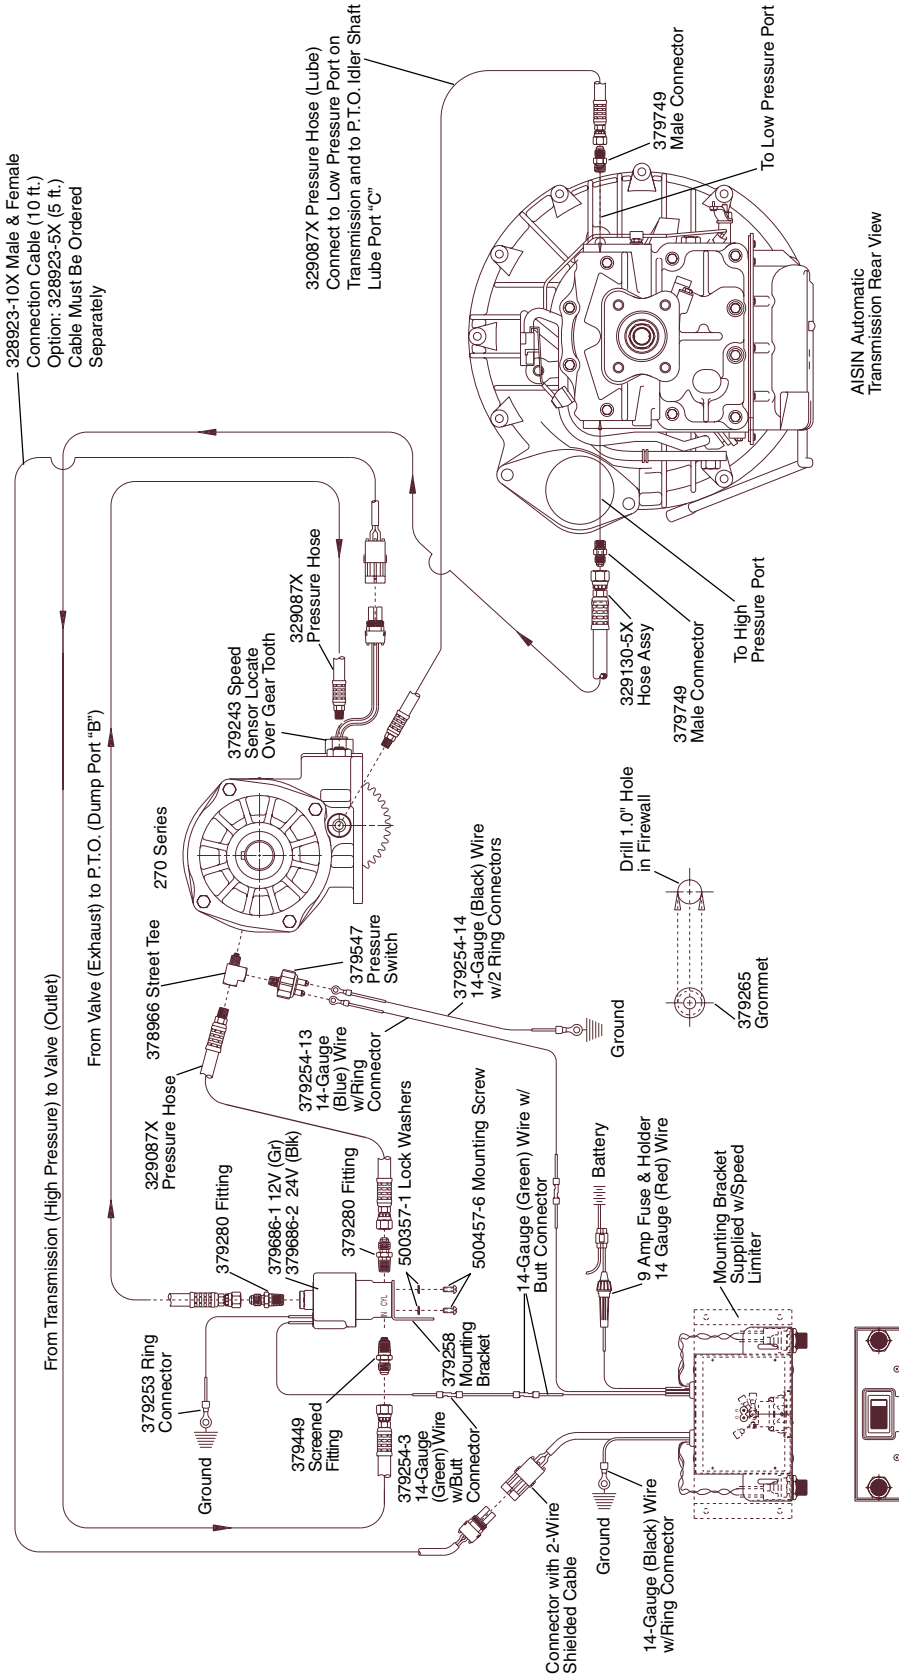 328923-10X Male & Female
Connection Cable (10 ft.)
Option: 328923-5X (5 ft.)
Cable Must Be Ordered
Separately
329087X Pressure Hose (Lube)
Connect to Low Pressure Port on
Transmission and to P.T.O. Idler Shaft
Lube Port “C”
From Transmission (High Pressure) to Valve (Outlet)
From Valve (Exhaust) to P.T.O. (Dump Port “B”)
270 Series
379243 Speed
Sensor Locate
Over Gear Tooth
329087X
Pressure Hose
379749
Male Connector
To Low Pressure Port
AISIN Automatic
Transmission Rear View
329130-5X
Hose Assy
379749
Male Connector
To High
Pressure Port
378966 Street Tee
329087X
Pressure Hose
379547
Pressure
Switch
379254-14
14-Gauge (Black) Wire
w/2 Ring Connectors
379254-13
14-Gauge
(Blue) Wire
w/Ring
Connector
Ground
Drill 1.0" Hole
in Firewall
379265
Grommet
379280 Fitting
379686-1 12V (Gr)
379686-2 24V (Blk)
379280 Fitting
500357-1 Lock Washers
500457-6 Mounting Screw
IN CYL
379253 Ring
Connector
Ground
379449
Screened
Fitting
379258
Mounting
Bracket
379254-3
14-Gauge
(Green) Wire
w/Butt
Connector
14-Gauge (Green) Wire w/
Butt Connector
Battery
9 Amp Fuse & Holder
14 Gauge (Red) Wire
Mounting Bracket
Supplied w/Speed
Limiter
Connector with 2-Wire
Shielded Cable
Ground
14-Gauge (Black) Wire
w/Ring Connector